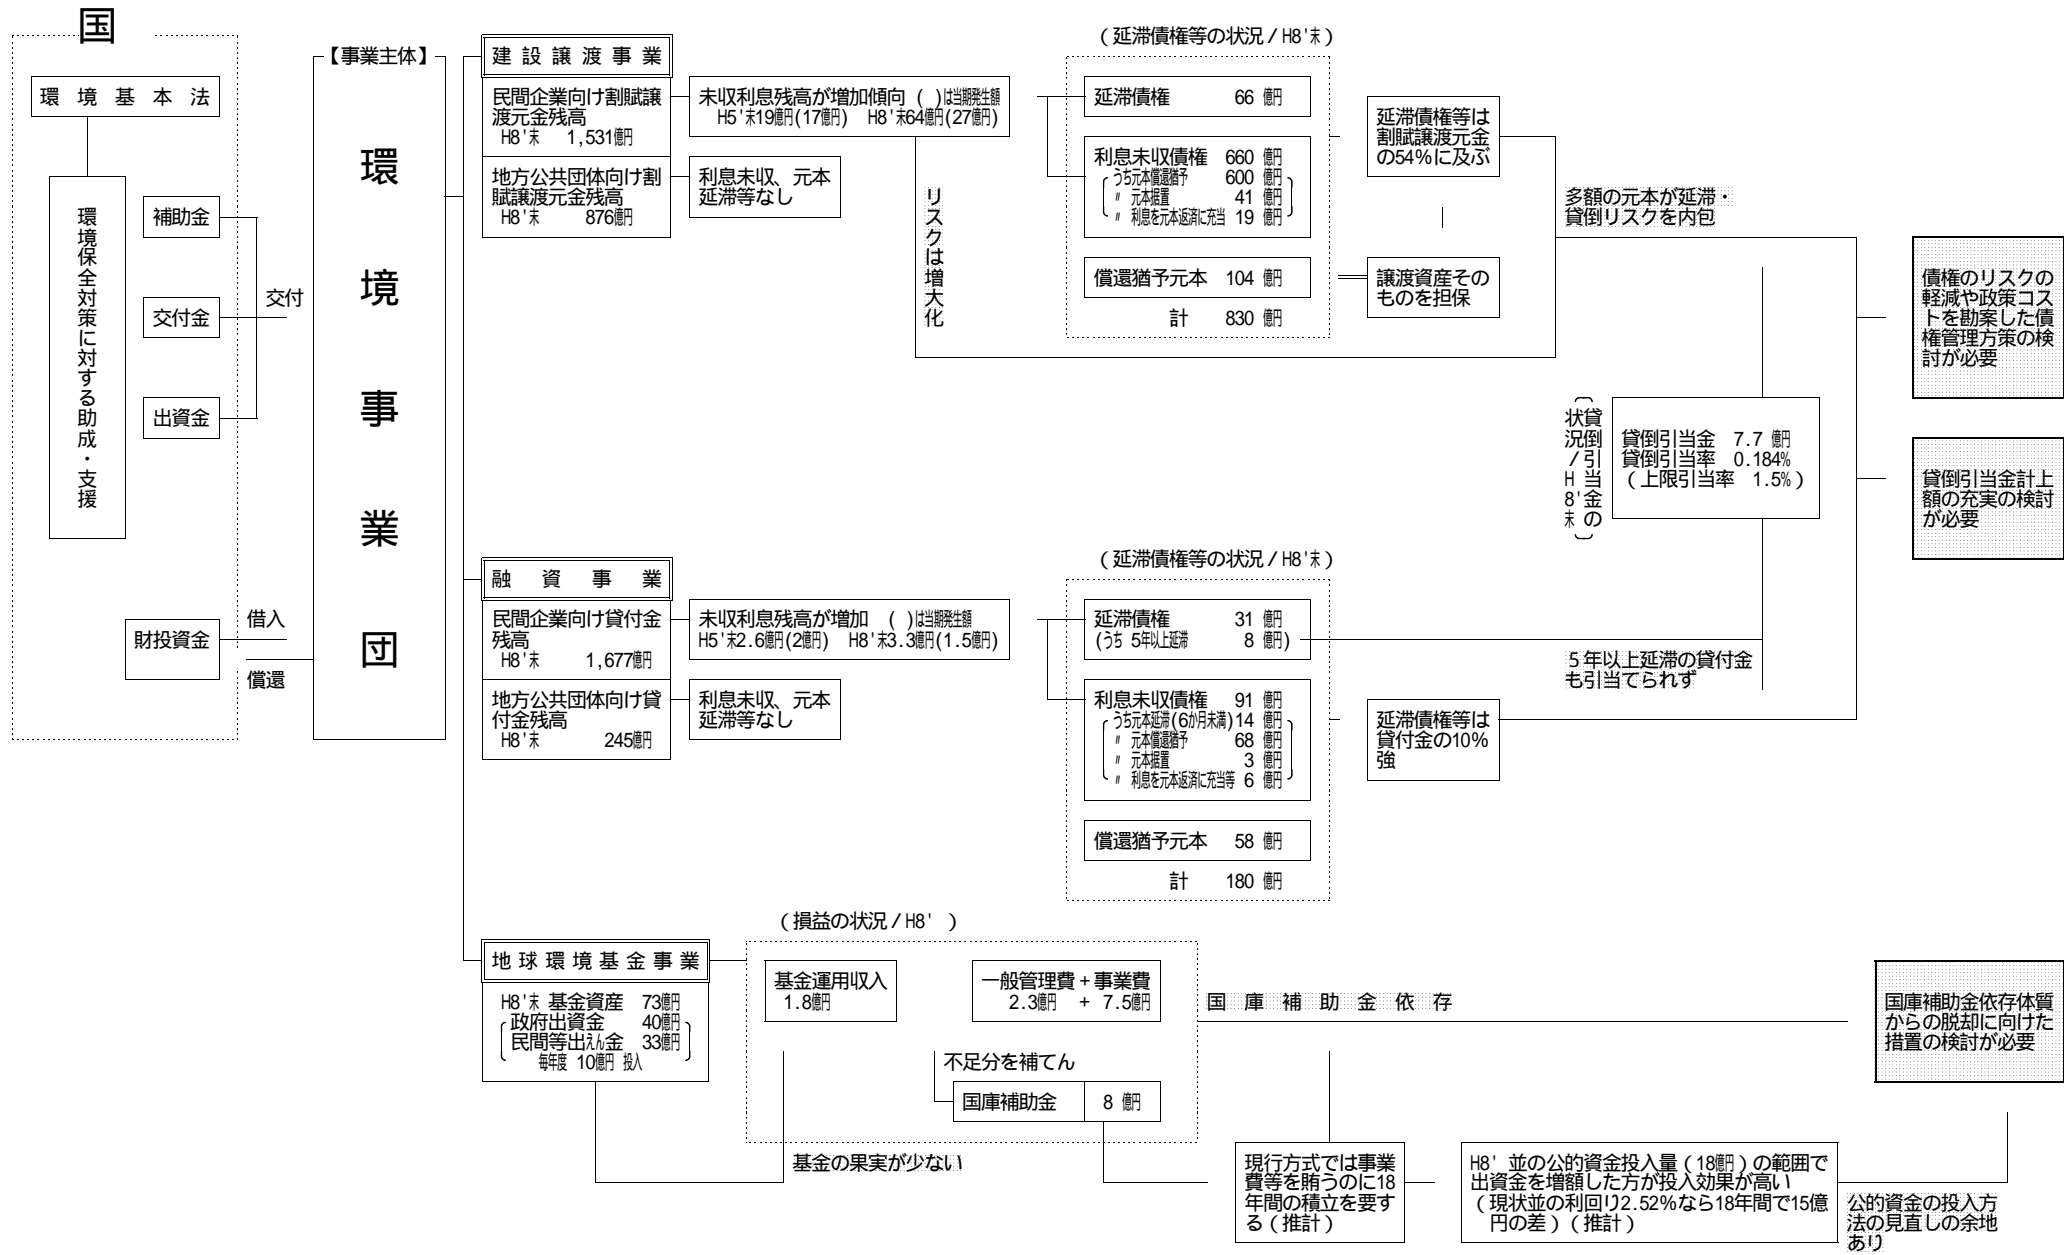 国
環境基本法
環境保全対策に対する助成・支援
補助金
交付金
出資金
交付
財投資金
借入
償還
【事業主体】
環境事業団
建設譲渡事業
民間企業向け割賦譲
渡元金残高
H8'末 1,531億円
地方公共団体向け割
賦譲渡元金残高
H8'末 876億円
未収利息残高が増加傾向 ( )は当期発生額
H5'末19億円(17億円) H8'末64億円(27億円)
利息未収、元本
延滞等なし
リスクは増大化
(延滞債権等の状況/H8'末)
延滞債権 66 億円
利息未収債権 660 億円
うち元本償還猶予 600 億円
〃 元本据置 41 億円
〃 利息を元本返済に充当 19 億円
償還猶予元本 104 億円
計 830 億円
延滞債権等は
割賦譲渡元金
の54%に及ぶ
譲渡資産その
ものを担保
多額の元本が延滞・
貸倒リスクを内包
債権のリスクの
軽減や政策コス
トを勘案した債
権管理方策の検
討が必要
貸倒引当金の
状況/H8'末
貸倒引当金 7.7 億円
貸倒引当率 0.184%
(上限引当率 1.5%)
貸倒引当金計上
額の充実の検討
が必要
融資事業
民間企業向け貸付金
残高
H8'末 1,677億円
地方公共団体向け貸
付金残高
H8'末 245億円
未収利息残高が増加 ( )は当期発生額
H5'末2.6億円(2億円) H8'末3.3億円(1.5億円)
利息未収、元本
延滞等なし
(延滞債権等の状況/H8'末)
延滞債権 31 億円
(うち 5年以上延滞 8 億円)
利息未収債権 91 億円
うち元本延滞(6か月未満)14 億円
〃 元本償還猶予 68 億円
〃 元本据置 3 億円
〃 利息を元本返済に充当等 6 億円
償還猶予元本 58 億円
計 180 億円
延滞債権等は
貸付金の10%
強
5年以上延滞の貸付金
も引当てられず
地球環境基金事業
H8'末 基金資産 73億円
政府出資金 40億円
民間等出えん金 33億円
毎年度 10億円 投入
(損益の状況/H8' )
基金運用収入
1.8億円
一般管理費+事業費
2.3億円 + 7.5億円
不足分を補てん
国庫補助金 8 億円
基金の果実が少ない
国庫補助金依存
国庫補助金依存体質
からの脱却に向けた
措置の検討が必要
現行方式では事業
費等を賄うのに18
年間の積立を要す
る(推計)
H8' 並の公的資金投入量(18億円)の範囲で
出資金を増額した方が投入効果が高い
(現状並の利回り2.52%なら18年間で15億
円の差)(推計)
公的資金の投入方
法の見直しの余地
あり